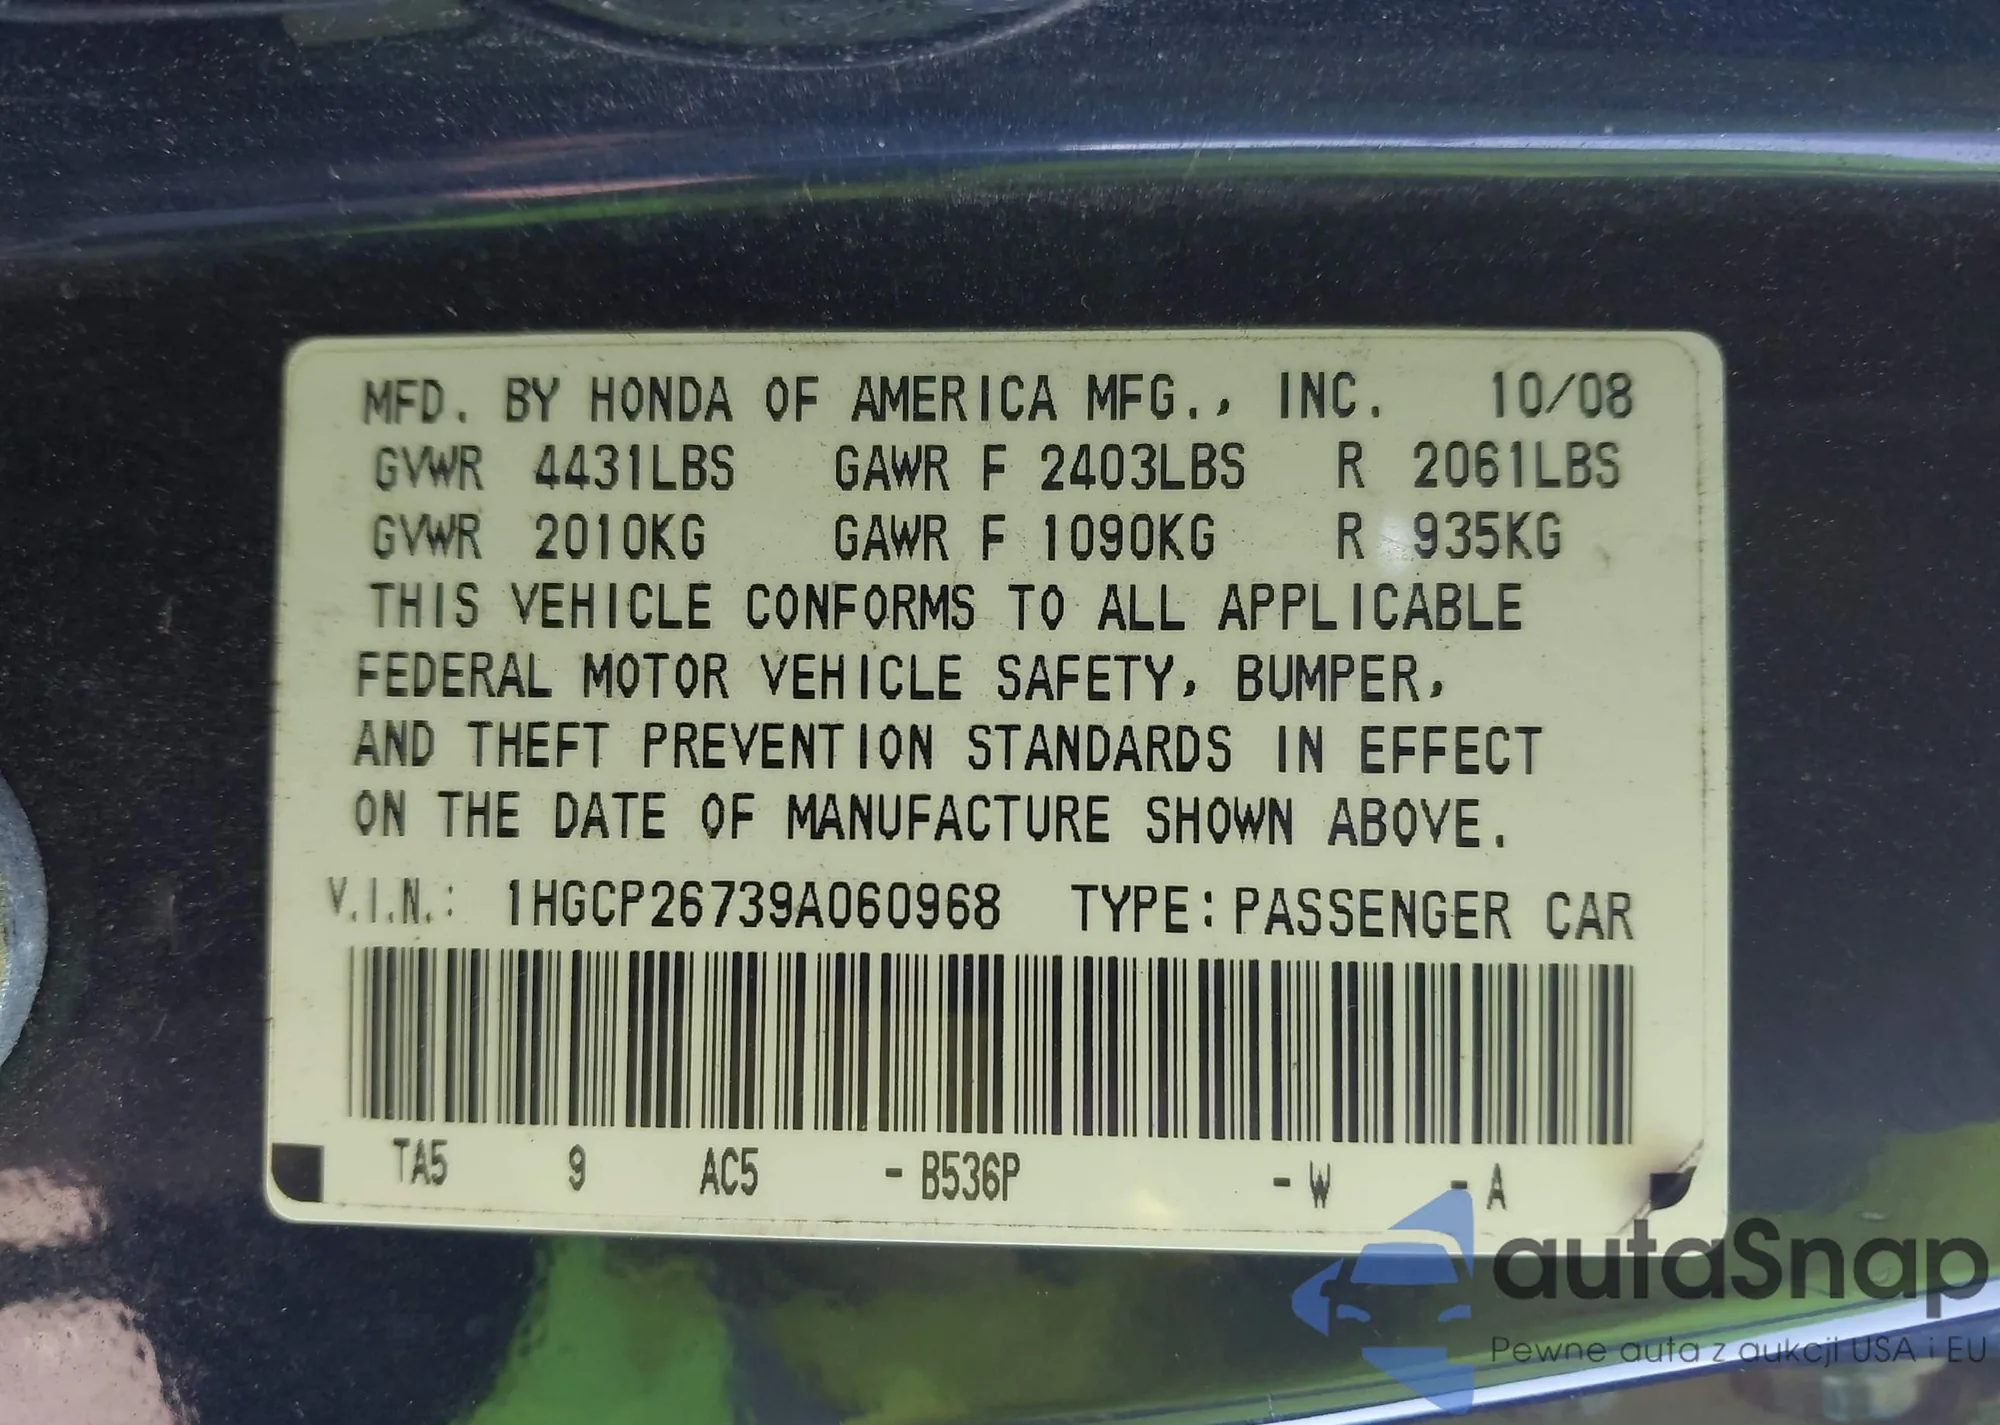 MFD. BY HONDA OF AMERICA MFG., INC. 10/08
GVWR 4431LBS GAWR F 2403LBS R 2061LBS
GVWR 2010KG GAWR F 1090KG R 935KG
THIS VEHICLE CONFORMS TO ALL APPLICABLE
FEDERAL MOTOR VEHICLE SAFETY, BUMPER,
AND THEFT PREVENTION STANDARDS IN EFFECT
ON THE DATE OF MANUFACTURE SHOWN ABOVE.
V.I.N.: 1HGCP26739A060968 TYPE: PASSENGER CAR
TA5 9 AC5 - B536P - W - A
autaSnap
Pewne auta z aukcji USA i EU